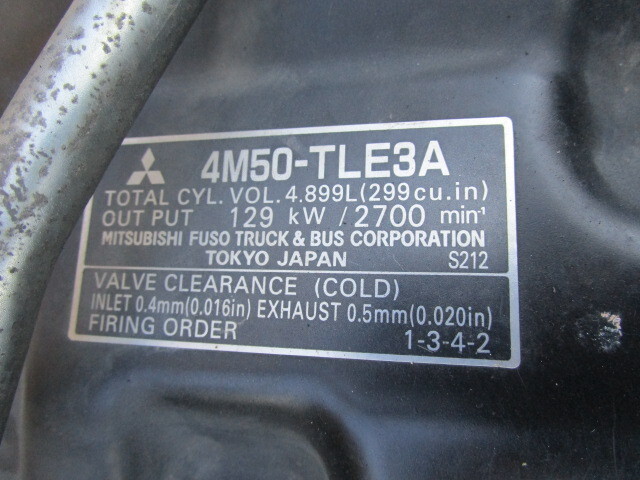 4M50-TLE3A
TOTAL CYL. VOL. 4.899L(299cu.in)
OUT PUT 129 kW / 2700 min⁻¹
MITSUBISHI FUSO TRUCK & BUS CORPORATION
TOKYO JAPAN S212
VALVE CLEARANCE (COLD)
INLET 0.4mm(0.016in) EXHAUST 0.5mm(0.020in)
FIRING ORDER 1-3-4-2